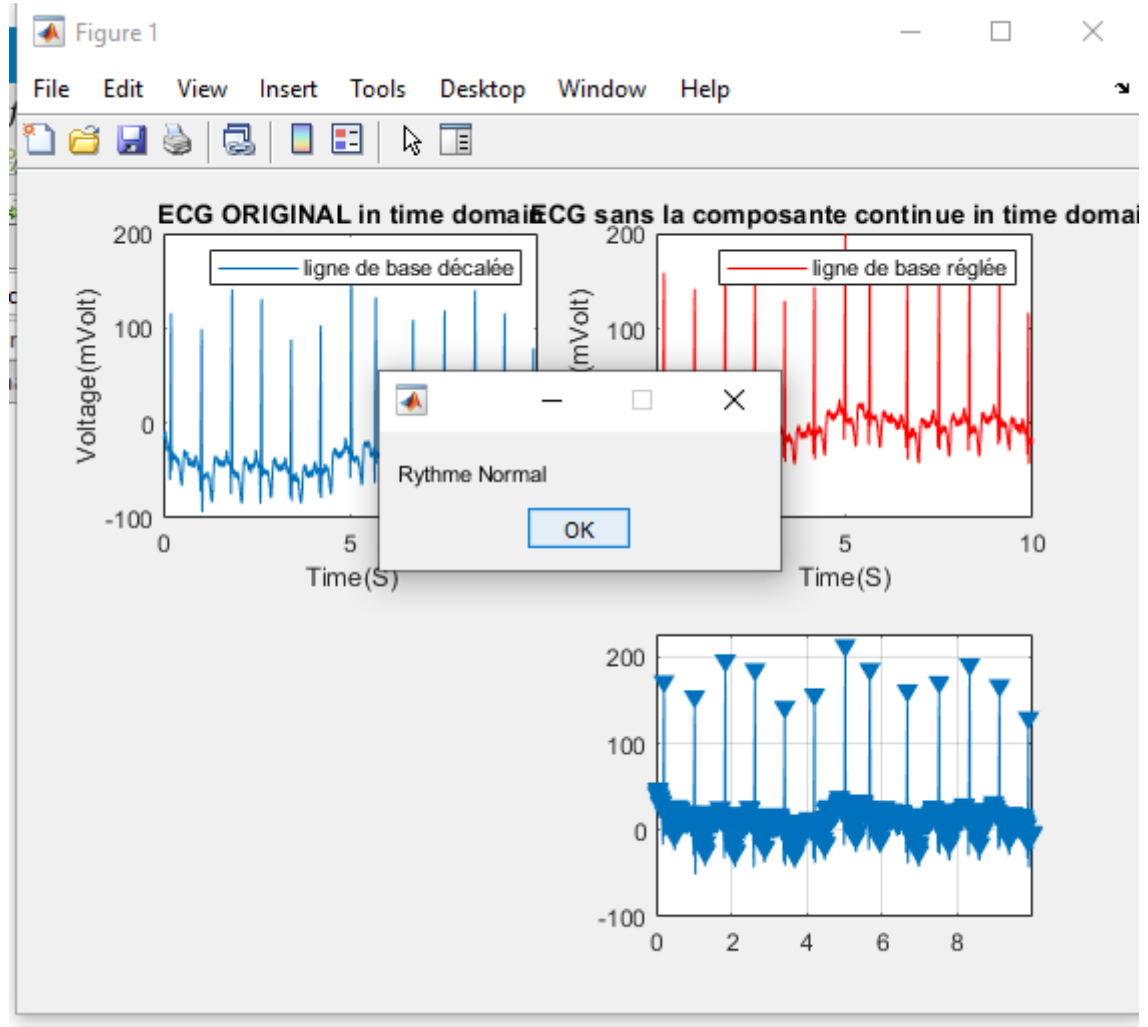 Figure 1
File Edit View Insert Tools Desktop Window Help
ECG ORIGINAL in time domain
ECG sans la composante continue in time domai
200
100
0
-100
Voltage(mVolt)
ligne de base décalée
0
5
Time(S)
200
100
(mVolt)
ligne de base réglée
5
10
Time(S)
Rythme Normal
OK
200
100
0
-100
0
2
4
6
8